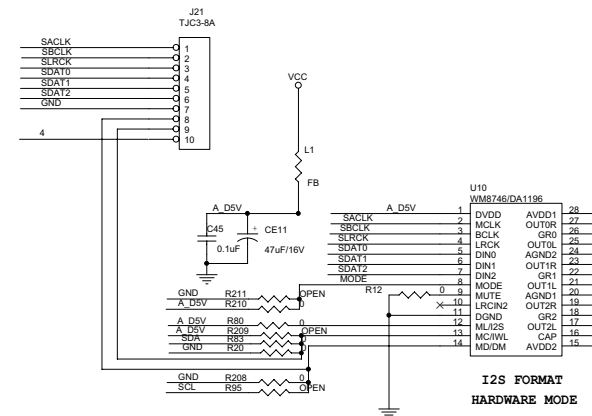 J21
TJC3-8A
SACLK 1
SBCLK 2
SLRCK 3
SDAT0 4
SDAT1 5
SDAT2 6
GND 7
8
9
4 10
VCC
L1
FB
A_D5V
C45
0.1uF
+ CE11
47uF/16V
U10
WM8746/DA1196
A_D5V 1 DVDD AVDD1 28
SACLK 2 MCLK OUT0R 27
SBCLK 3 BCLK GR0 26
SLRCK 4 LRCK OUT0L 25
SDAT0 5 DIN0 AGND2 24
SDAT1 6 DIN1 OUT1R 23
SDAT2 7 DIN2 GR1 22
MODE 8 MODE OUT1L 21
R12 0 9 MUTE AGND1 20
10 LRCIN2 OUT2R 19
11 DGND GR2 18
12 ML/I2S OUT2L 17
13 MC/IWL CAP 16
14 MD/DM AVDD2 15
GND R211 OPEN
A_D5V R210 0
A_D5V R80 0
A_D5V R209 OPEN
SDA R83 0
GND R20 0
GND R208 0
SCL R95 OPEN
I2S FORMAT
HARDWARE MODE